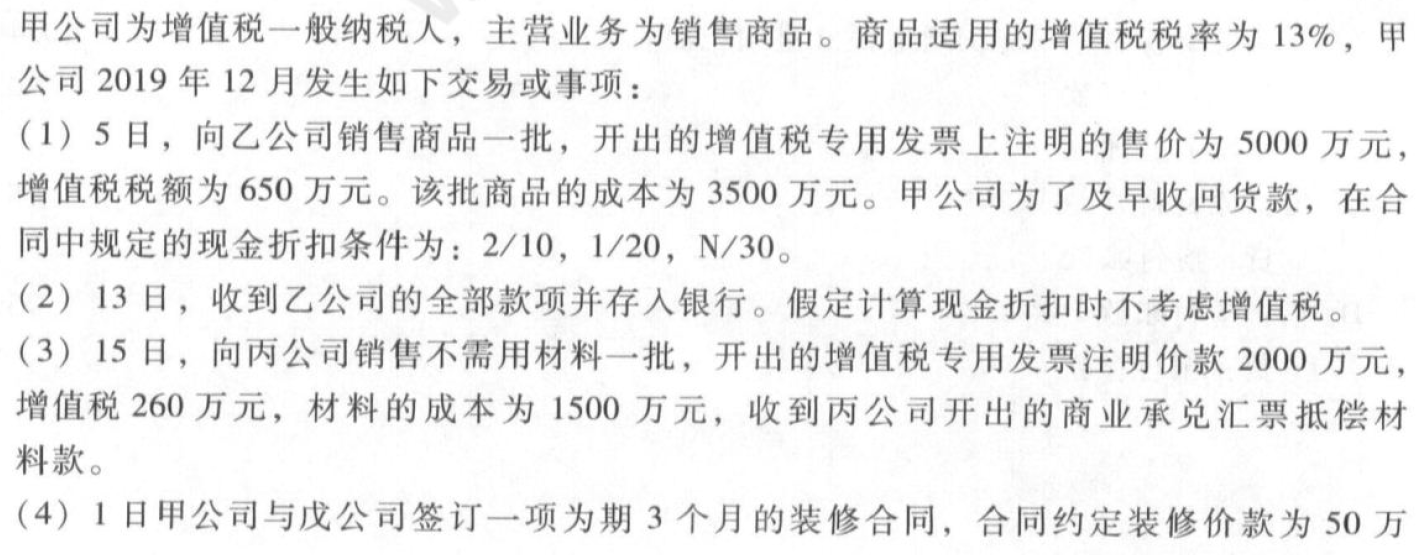 甲公司为增值税一般纳税人，主营业务为销售商品。商品适用的增值税税率为 13%，甲
公司 2019 年 12 月发生如下交易或事项：
（1）5 日，向乙公司销售商品一批，开出的增值税专用发票上注明的售价为 5000 万元，
增值税税额为 650 万元。该批商品的成本为 3500 万元。甲公司为了及早收回货款，在合
同中规定的现金折扣条件为：2/10，1/20，N/30。
（2）13 日，收到乙公司的全部款项并存入银行。假定计算现金折扣时不考虑增值税。
（3）15 日，向丙公司销售不需用材料一批，开出的增值税专用发票注明价款 2000 万元，
增值税 260 万元，材料的成本为 1500 万元，收到丙公司开出的商业承兑汇票抵偿材
料款。
（4）1 日甲公司与戊公司签订一项为期 3 个月的装修合同，合同约定装修价款为 50 万